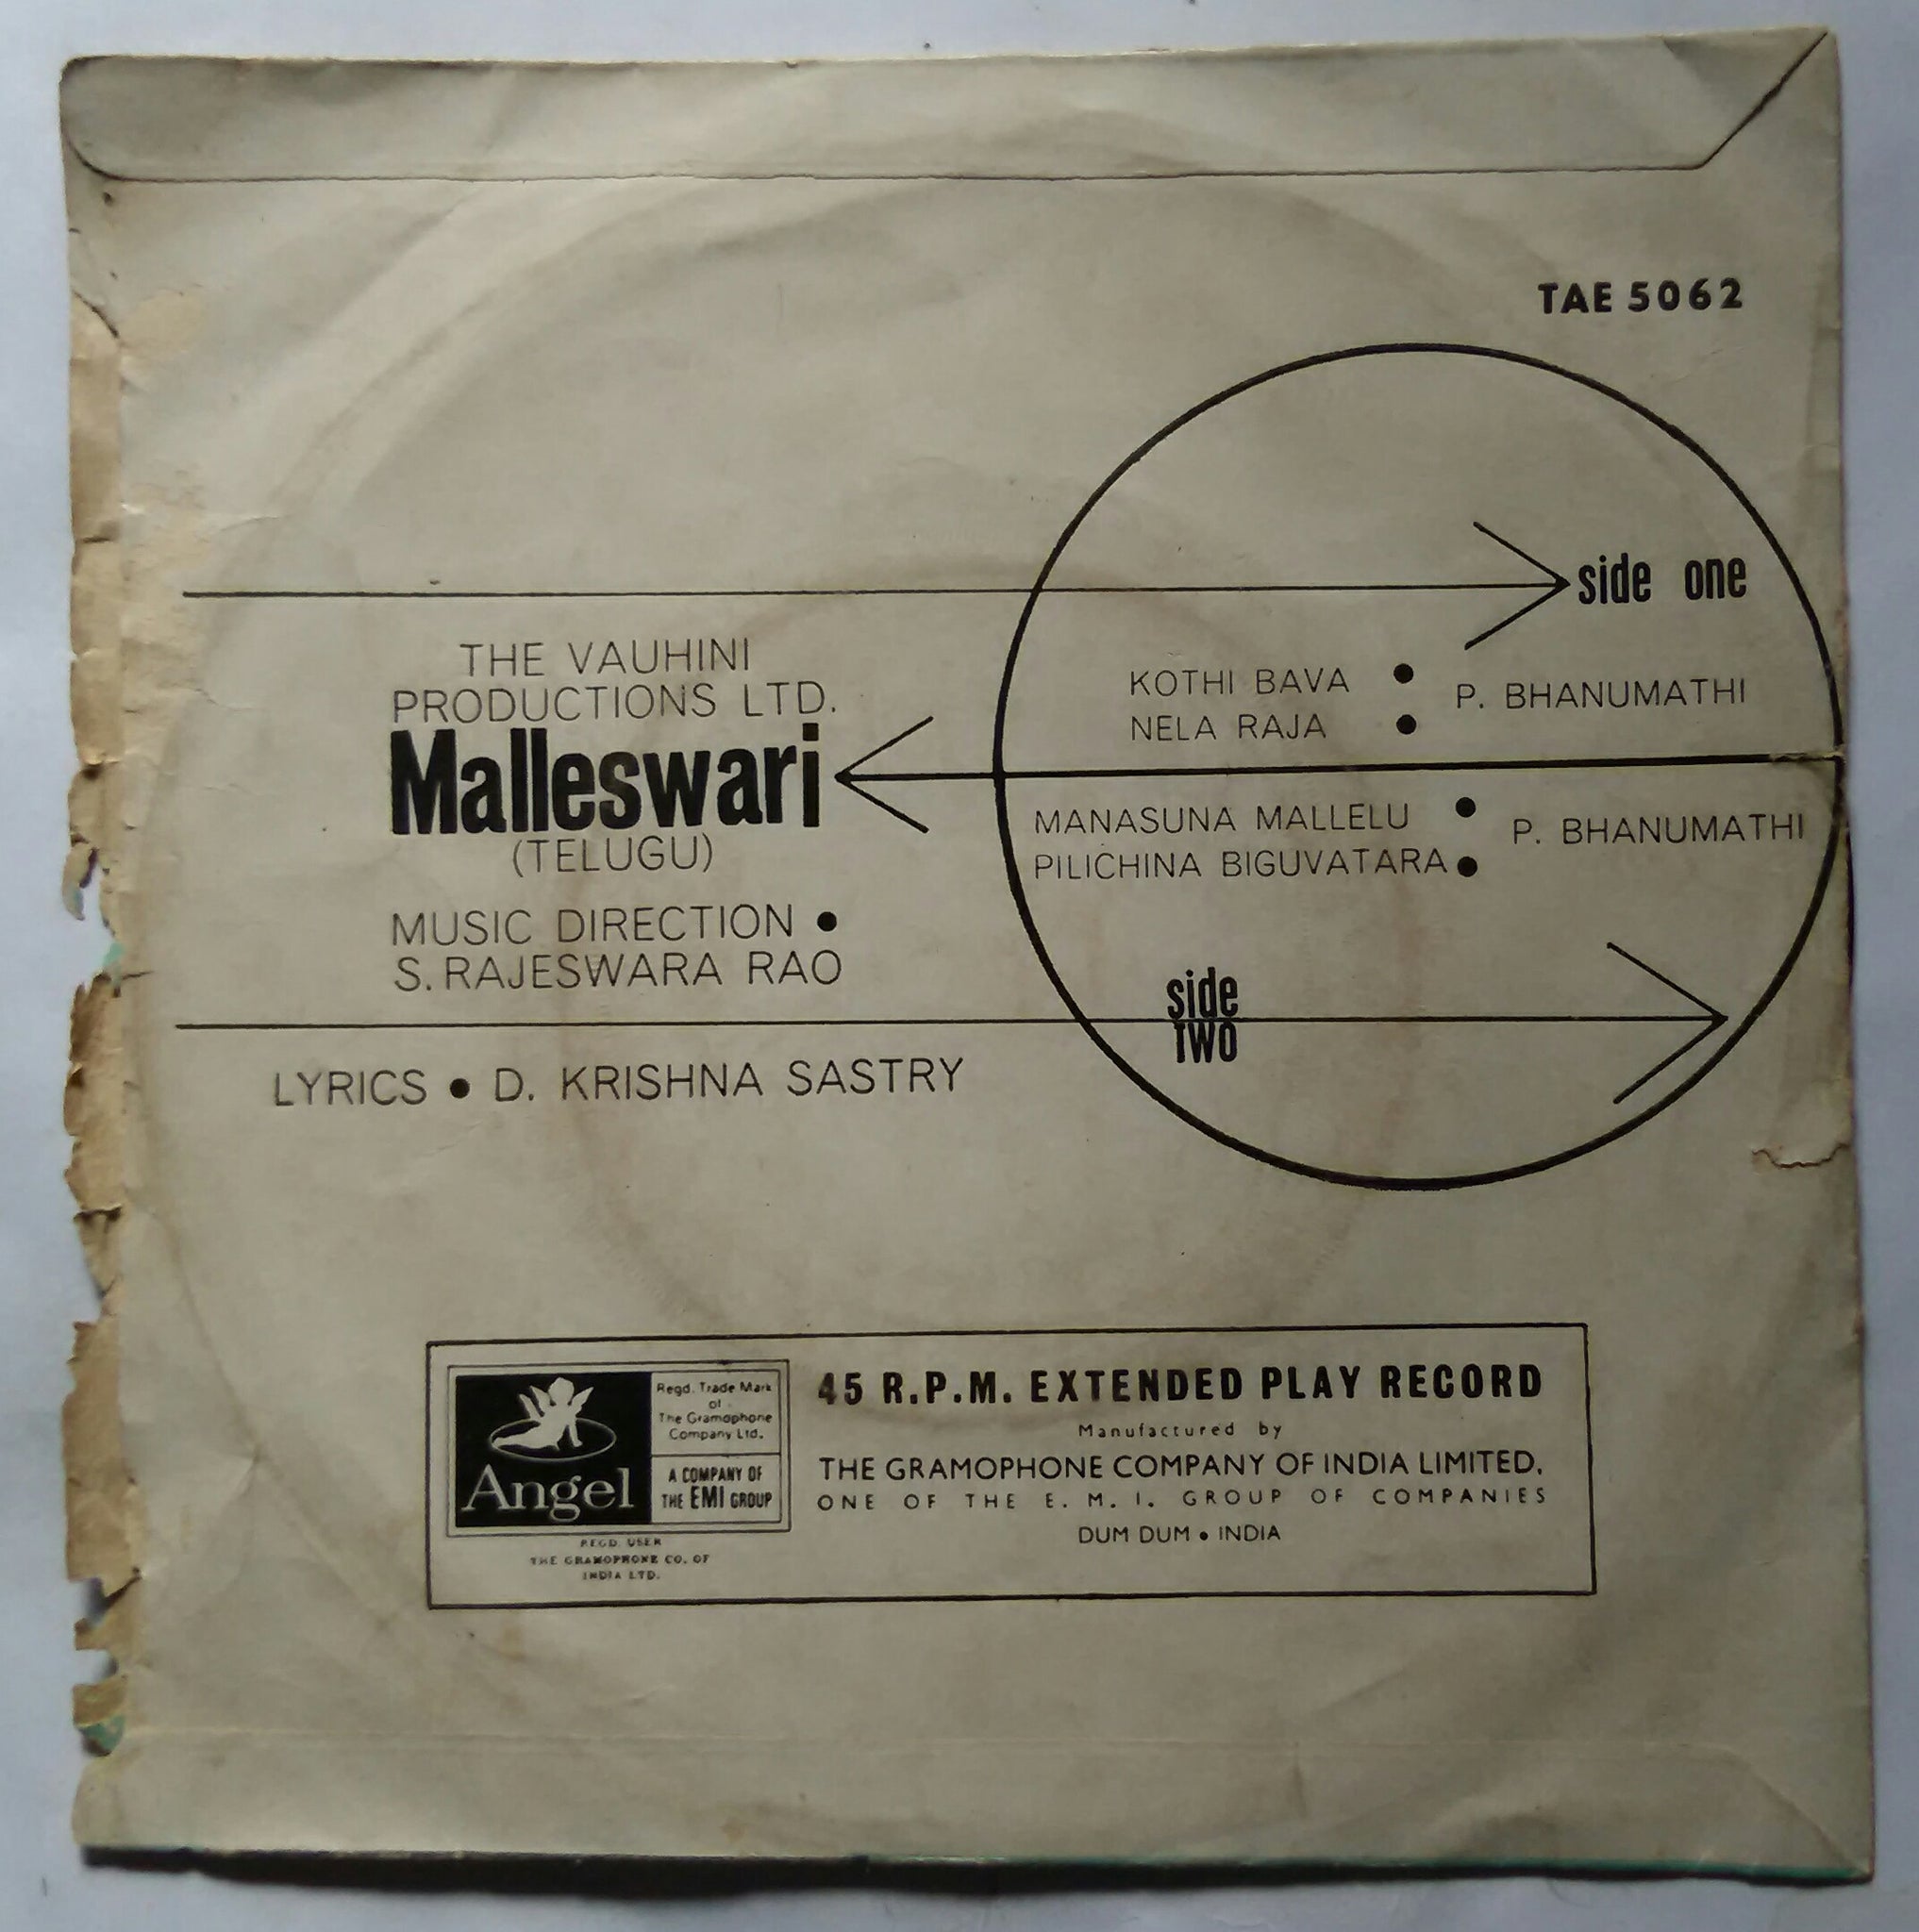 TAE 5062
side one
THE VAUHINI
PRODUCTIONS LTD.
Malleswari
(TELUGU)
MUSIC DIRECTION •
S. RAJESWARA RAO
LYRICS • D. KRISHNA SASTRY
KOTHI BAVA •
NELA RAJA •
P. BHANUMATHI
MANASUNA MALLELU •
PILICHINA BIGUVATARA •
P. BHANUMATHI
side
TWO
Angel
Regd. Trade Mark
of
The Gramophone
Company Ltd.
A COMPANY OF
THE EMI GROUP
REGD. USER
THE GRAMOPHONE CO. OF
INDIA LTD.
45 R.P.M. EXTENDED PLAY RECORD
Manufactured by
THE GRAMOPHONE COMPANY OF INDIA LIMITED.
ONE OF THE E. M. I. GROUP OF COMPANIES
DUM DUM • INDIA